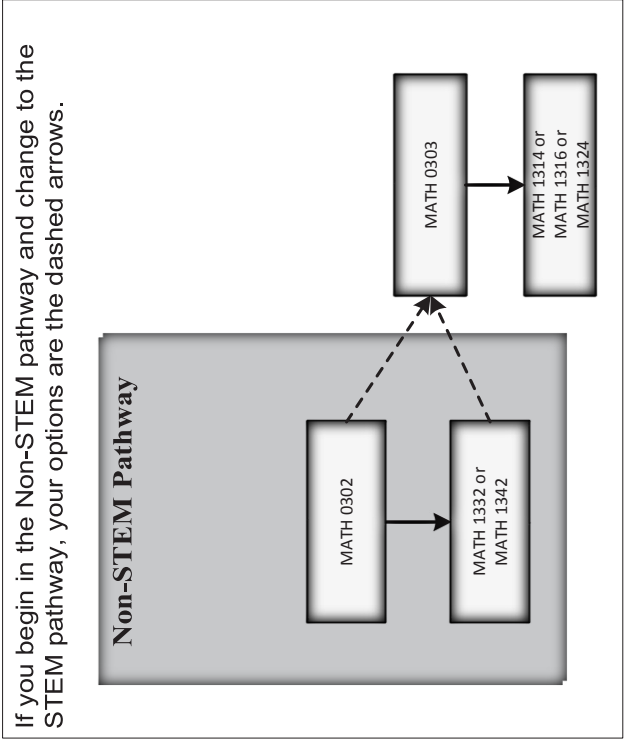 If you begin in the Non-STEM pathway and change to the
STEM pathway, your options are the dashed arrows.
Non-STEM Pathway
MATH 0302
MATH 1332 or
MATH 1342
MATH 0303
MATH 1314 or
MATH 1316 or
MATH 1324